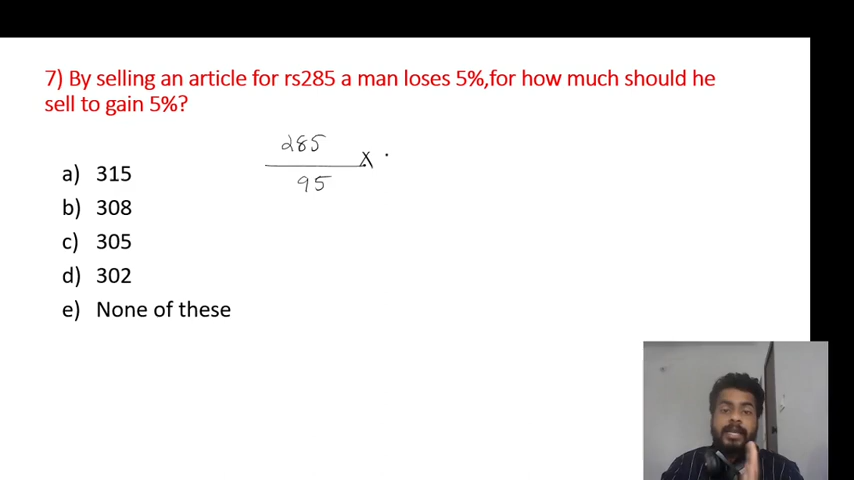 7) By selling an article for rs285 a man loses 5%,for how much should he
sell to gain 5%?
285
X
95
a) 315
b) 308
c) 305
d) 302
e) None of these